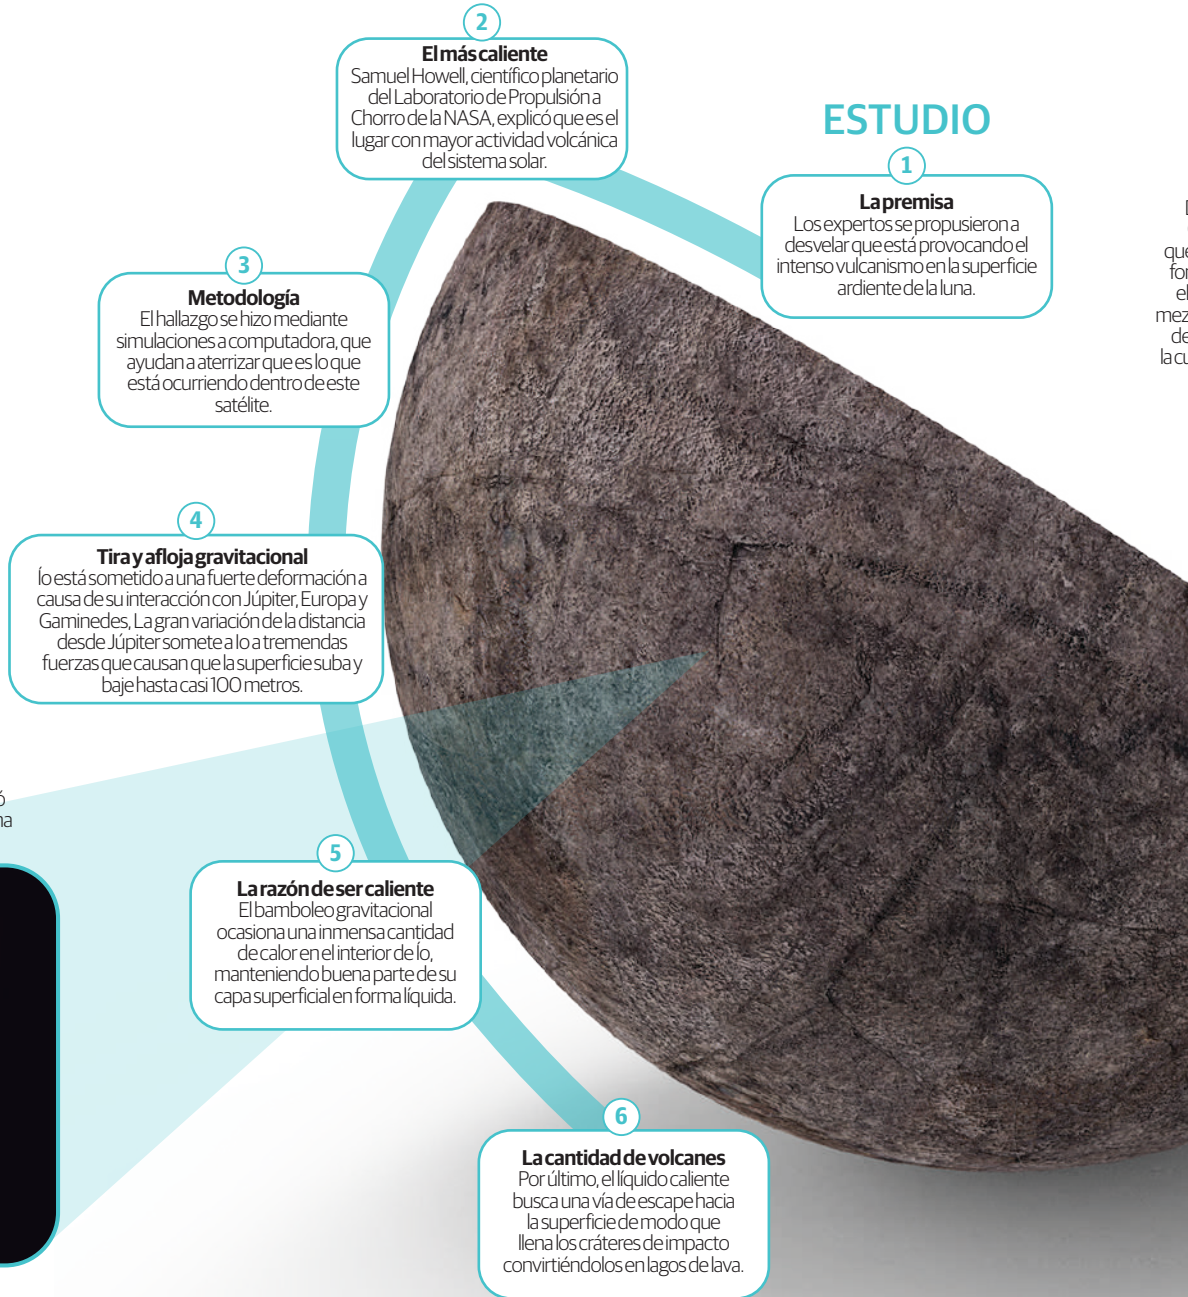 ESTUDIO
1
La premisa
Los expertos se propusieron a
desvelar que está provocando el
intenso vulcanismo en la superficie
ardiente de la luna.
2
El más caliente
Samuel Howell, científico planetario
del Laboratorio de Propulsión a
Chorro de la NASA, explicó que es el
lugar con mayor actividad volcánica
del sistema solar.
3
Metodología
El hallazgo se hizo mediante
simulaciones a computadora, que
ayudan a aterrizar que es lo que
está ocurriendo dentro de este
satélite.
4
Tira y afloja gravitacional
Ío está sometido a una fuerte deformación a
causa de su interacción con Júpiter, Europa y
Gaminedes, La gran variación de la distancia
desde Júpiter somete a Io a tremendas
fuerzas que causan que la superficie suba y
baje hasta casi 100 metros.
5
La razón de ser caliente
El bamboleo gravitacional
ocasiona una inmensa cantidad
de calor en el interior de Ío,
manteniendo buena parte de su
capa superficial en forma líquida.
6
La cantidad de volcanes
Por último, el líquido caliente
busca una vía de escape hacia
la superficie de modo que
llena los cráteres de impacto
convirtiéndolos en lagos de lava.
que